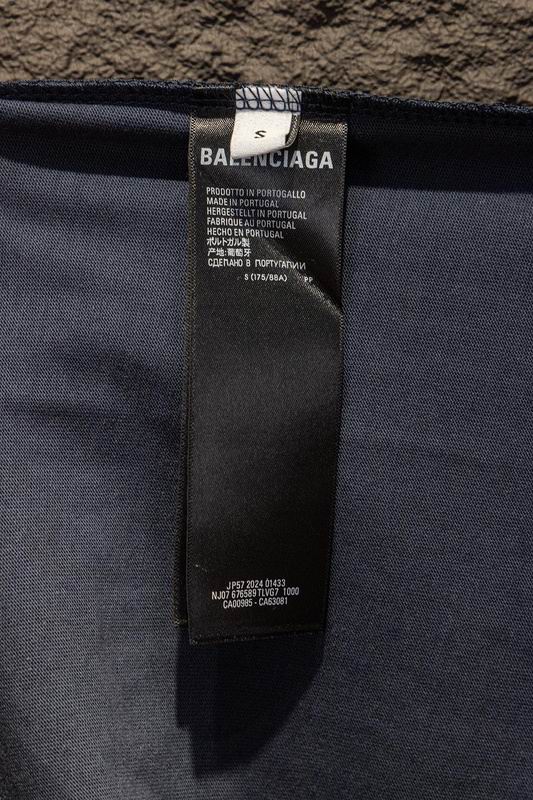 S
BALENCIAGA
PRODOTTO IN PORTOGALLO
MADE IN PORTUGAL
HERGESTELLT IN PORTUGAL
FABRIQUE AU PORTUGAL
HECHO EN PORTUGAL
ポルトガル製
产地:葡萄牙
СДЕЛАНО В ПОРТУГАЛИИ
S (175/88A) PP
JP57 2024 01433
NJ07 676589 TLVG7 1000
CA00985 - CA63081